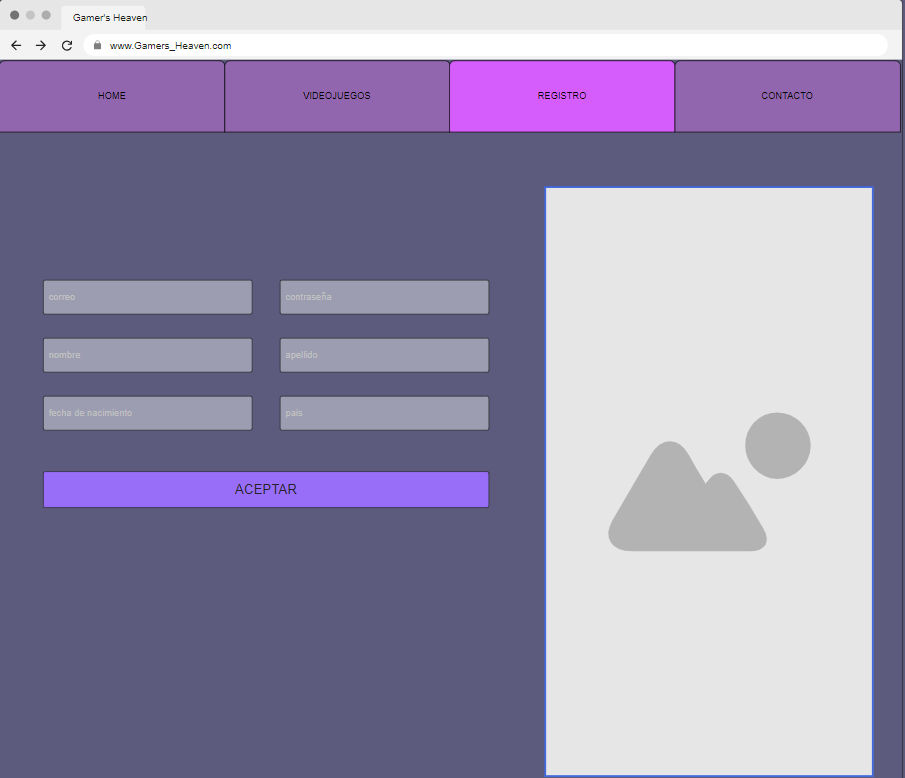 Gamer's Heaven
www.Gamers_Heaven.com
HOME
VIDEOJUEGOS
REGISTRO
CONTACTO
correo
contraseña
nombre
apellido
fecha de nacimiento
pais
ACEPTAR